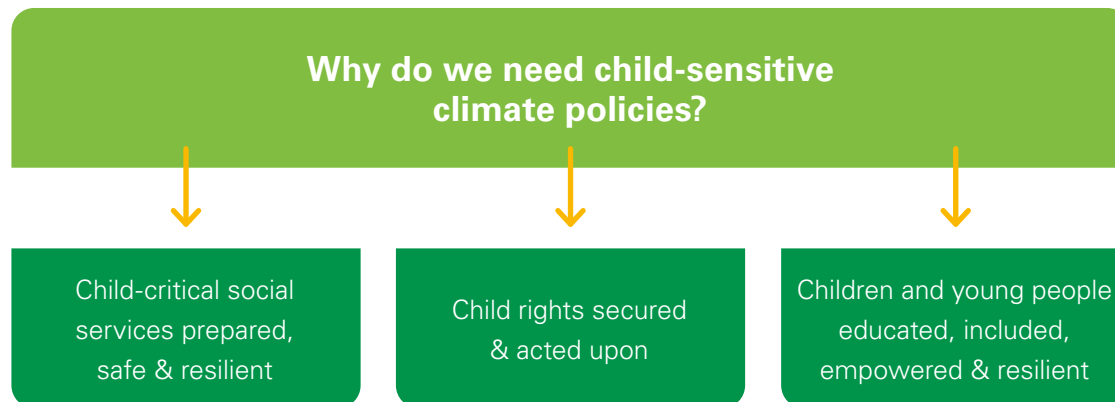 Why do we need child-sensitive
climate policies?
Child-critical social
services prepared,
safe & resilient
Child rights secured
& acted upon
Children and young people
educated, included,
empowered & resilient